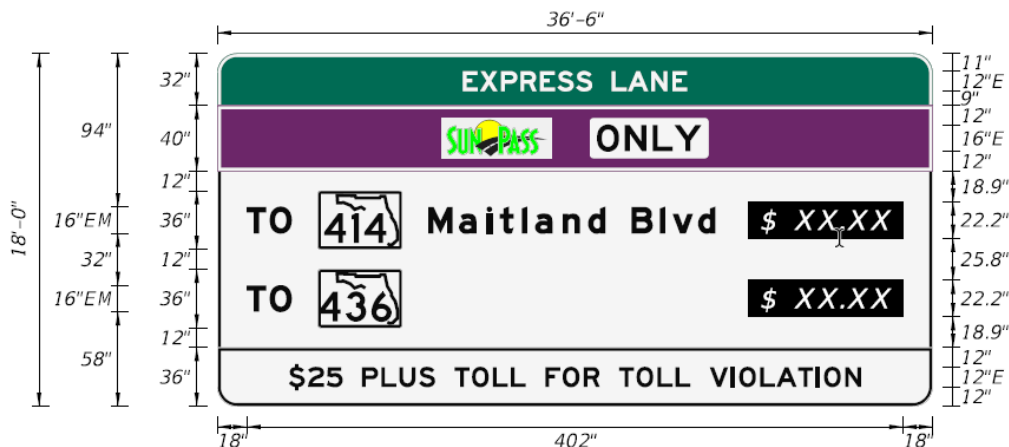 36'-6"
18'-0"
94"
16"EM
32"
16"EM
58"
32"
40"
12"
36"
12"
36"
12"
36"
EXPRESS LANE
SUNPASS ONLY
TO 414 Maitland Blvd $ XX.XX
TO 436 $ XX.XX
$25 PLUS TOLL FOR TOLL VIOLATION
11"
12"E
9"
12"
16"E
12"
18.9"
22.2"
25.8"
22.2"
18.9"
12"
12"E
12"
18" 402" 18"